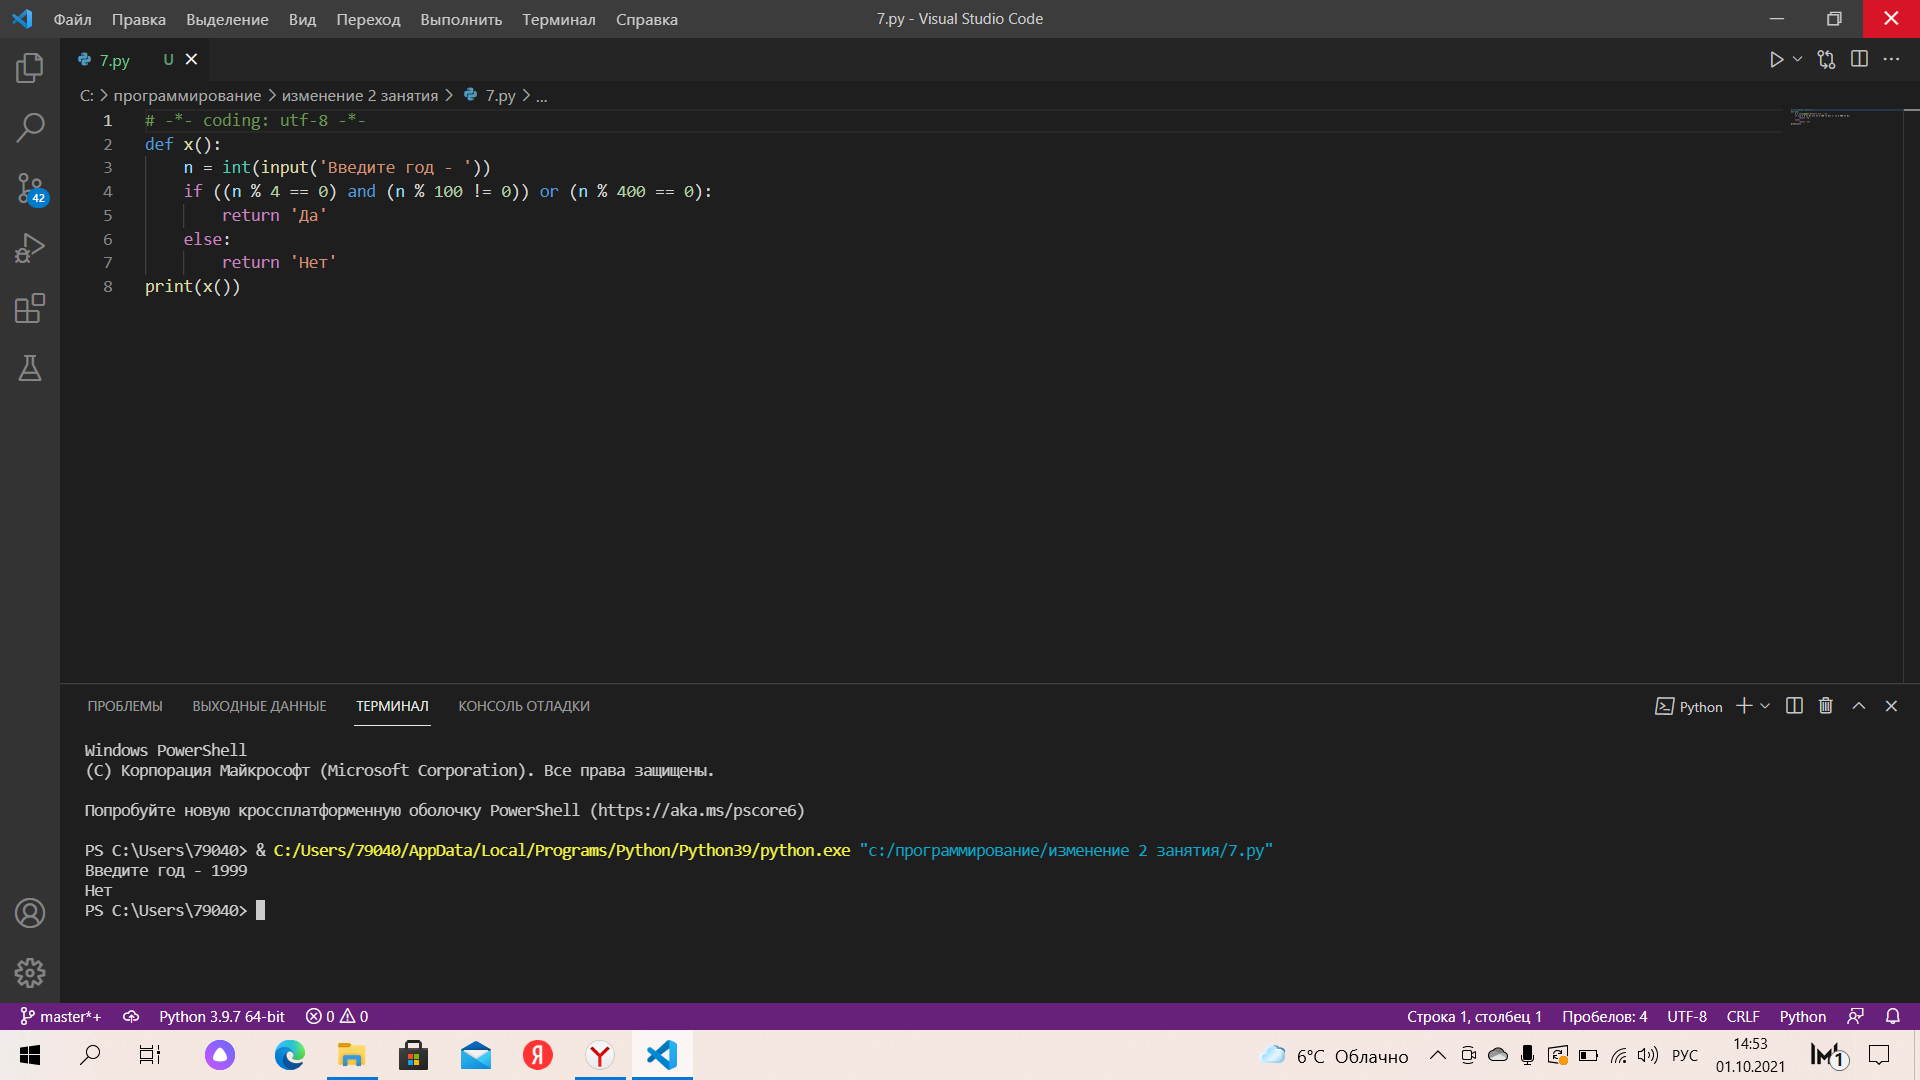 Файл Правка Выделение Вид Переход Выполнить Терминал Справка 7.py - Visual Studio Code
7.py U
C: > программирование > изменение 2 занятия > 7.py > ...
1 # -*- coding: utf-8 -*-
2 def x():
3 n = int(input('Введите год - '))
4 if ((n % 4 == 0) and (n % 100 != 0)) or (n % 400 == 0):
5 return 'Да'
6 else:
7 return 'Нет'
8 print(x())
42
ПРОБЛЕМЫ ВЫХОДНЫЕ ДАННЫЕ ТЕРМИНАЛ КОНСОЛЬ ОТЛАДКИ Python
Windows PowerShell
(C) Корпорация Майкрософт (Microsoft Corporation). Все права защищены.
Попробуйте новую кроссплатформенную оболочку PowerShell (https://aka.ms/pscore6)
PS C:\Users\79040> & C:/Users/79040/AppData/Local/Programs/Python/Python39/python.exe "c:/программирование/изменение 2 занятия/7.py"
Введите год - 1999
Нет
PS C:\Users\79040>
master*+ Python 3.9.7 64-bit 0 0 Строка 1, столбец 1 Пробелов: 4 UTF-8 CRLF Python
6°C Облачно РУС 14:53
01.10.2021
1